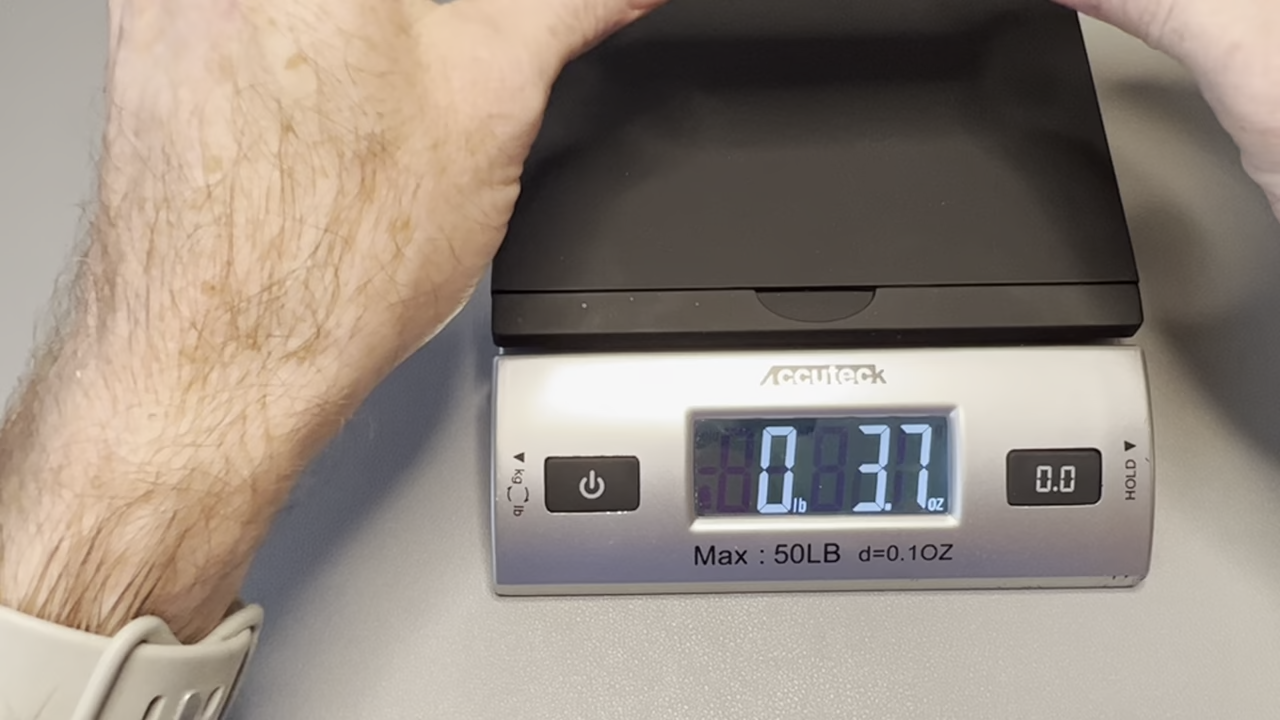 Accuteck
0 lb 3.7 oz
kg lb
0.0
HOLD
Max : 50LB d=0.1OZ